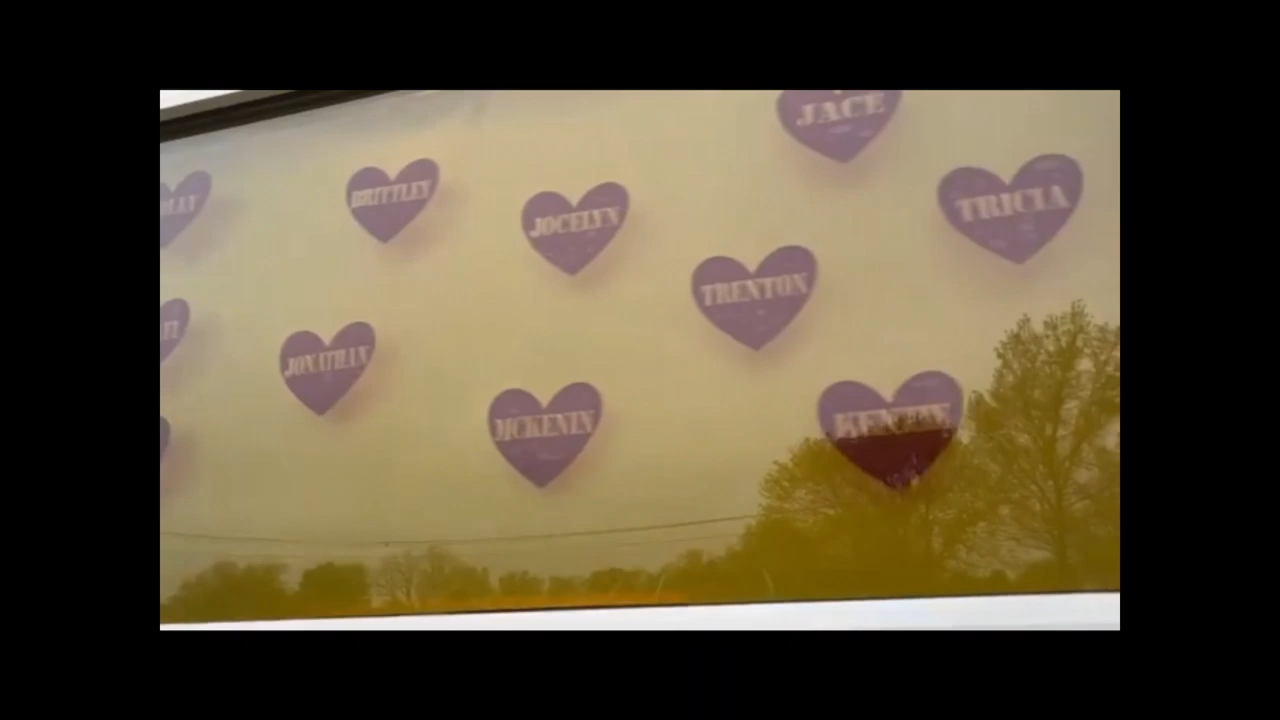 JACE
BRITTLEY
TRICIA
JOCELYN
TRENTON
JONATHAN
MCKENIN